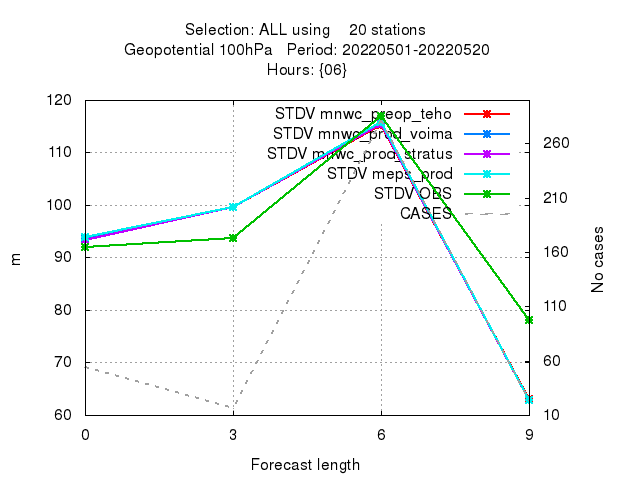 Selection: ALL using 20 stations
Geopotential 100hPa Period: 20220501-20220520
Hours: {06}
120
110
100
90
80
70
60
m
STDV mnwc_preop_teho
STDV mnwc_prod_voima
STDV mnwc_prod_stratus
STDV meps_prod
STDV OBS
CASES
260
210
160
110
60
10
No cases
0 3 6 9
Forecast length